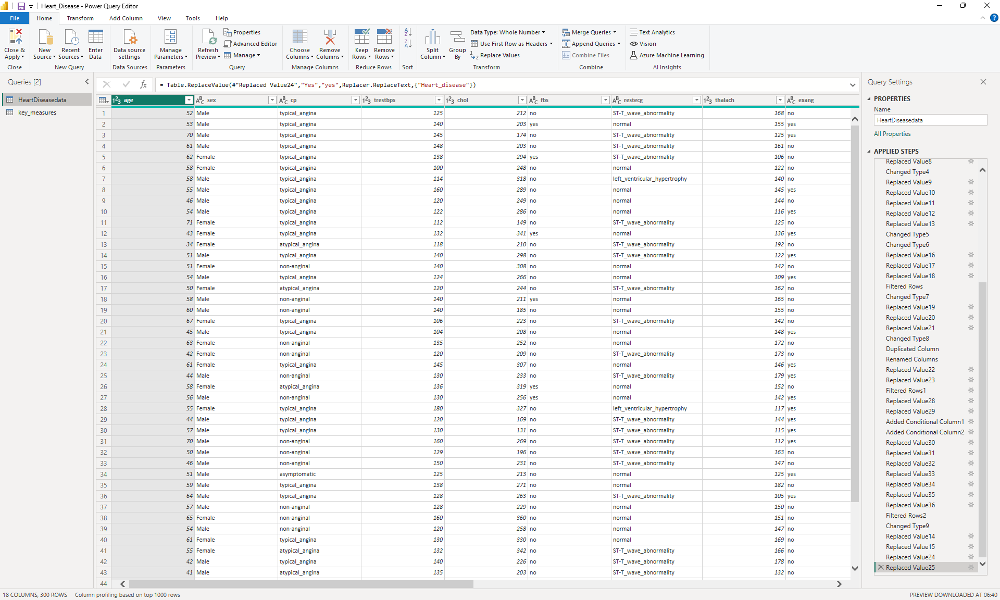 Heart_Disease - Power Query Editor
File Home Transform Add Column View Tools Help
Close & Apply
New Source
Recent Sources
Enter Data
Data source settings
Manage Parameters
Refresh Preview
Properties
Advanced Editor
Manage
Choose Columns
Remove Columns
Keep Rows
Remove Rows
Split Column
Group By
Data Type: Whole Number
Use First Row as Headers
Replace Values
Merge Queries
Append Queries
Combine Files
Text Analytics
Vision
Azure Machine Learning
Close New Query Data Sources Parameters Query Manage Columns Reduce Rows Sort Transform Combine AI Insights
Queries [2]
HeartDiseasedata
key_measures
= Table.ReplaceValue(#"Replaced Value24","Yes","yes",Replacer.ReplaceText,{"Heart_disease"})
age sex cp trestbps chol fbs restecg thalach exang
1 52 Male typical_angina 125 212 no ST-T_wave_abnormality 168 no
2 53 Male typical_angina 140 203 yes normal 155 yes
3 70 Male typical_angina 145 174 no ST-T_wave_abnormality 125 yes
4 61 Male typical_angina 148 203 no ST-T_wave_abnormality 161 no
5 62 Female typical_angina 138 294 yes ST-T_wave_abnormality 106 no
6 58 Female typical_angina 100 248 no normal 122 no
7 58 Male typical_angina 114 318 no left_ventricular_hypertrophy 140 no
8 55 Male typical_angina 160 289 no normal 145 yes
9 46 Male typical_angina 120 249 no normal 144 no
10 54 Male typical_angina 122 286 no normal 116 yes
11 71 Female typical_angina 112 149 no ST-T_wave_abnormality 125 no
12 43 Female typical_angina 132 341 yes normal 136 yes
13 34 Female atypical_angina 118 210 no ST-T_wave_abnormality 192 no
14 51 Male typical_angina 140 298 no ST-T_wave_abnormality 122 yes
15 51 Female non-anginal 140 308 no normal 142 no
16 54 Male typical_angina 124 266 no normal 109 yes
17 50 Female atypical_angina 120 244 no ST-T_wave_abnormality 162 no
18 58 Male non-anginal 140 211 yes normal 165 no
19 60 Male non-anginal 140 185 no normal 155 no
20 67 Female typical_angina 106 223 no ST-T_wave_abnormality 142 no
21 45 Male typical_angina 104 208 no normal 148 yes
22 63 Female non-anginal 135 252 no normal 172 no
23 42 Female non-anginal 120 209 no ST-T_wave_abnormality 173 no
24 61 Female typical_angina 145 307 no normal 146 yes
25 44 Male non-anginal 130 233 no ST-T_wave_abnormality 179 yes
26 58 Female atypical_angina 136 319 yes normal 152 no
27 56 Male non-anginal 130 256 yes normal 142 yes
28 55 Female typical_angina 180 327 no left_ventricular_hypertrophy 117 yes
29 44 Male typical_angina 120 169 no ST-T_wave_abnormality 144 yes
30 57 Male typical_angina 130 131 no ST-T_wave_abnormality 115 yes
31 70 Male non-anginal 160 269 no ST-T_wave_abnormality 112 yes
32 50 Male non-anginal 129 196 no ST-T_wave_abnormality 163 no
33 46 Male non-anginal 150 231 no ST-T_wave_abnormality 147 no
34 51 Male asymptomatic 125 213 no normal 125 yes
35 59 Male typical_angina 138 271 no normal 182 no
36 64 Male typical_angina 128 263 no ST-T_wave_abnormality 105 yes
37 57 Male non-anginal 128 229 no normal 150 no
38 65 Female non-anginal 160 360 no normal 151 no
39 54 Male non-anginal 120 258 no normal 147 no
40 61 Female typical_angina 130 330 no normal 169 no
41 55 Female atypical_angina 132 342 no ST-T_wave_abnormality 166 no
42 42 Male typical_angina 140 226 no ST-T_wave_abnormality 178 no
43 41 Male atypical_angina 135 203 no ST-T_wave_abnormality 132 no
44
Query Settings
PROPERTIES
Name
HeartDiseasedata
All Properties
APPLIED STEPS
Replaced Value8
Changed Type4
Replaced Value9
Replaced Value10
Replaced Value11
Replaced Value12
Replaced Value13
Changed Type5
Changed Type6
Replaced Value16
Replaced Value17
Replaced Value18
Filtered Rows
Changed Type7
Replaced Value19
Replaced Value20
Replaced Value21
Changed Type8
Duplicated Column
Renamed Columns
Replaced Value22
Replaced Value23
Filtered Rows1
Replaced Value28
Replaced Value29
Added Conditional Column1
Added Conditional Column2
Replaced Value30
Replaced Value31
Replaced Value32
Replaced Value33
Replaced Value34
Replaced Value35
Replaced Value36
Filtered Rows2
Changed Type9
Replaced Value14
Replaced Value15
Replaced Value24
Replaced Value25
18 COLUMNS, 300 ROWS Column profiling based on top 1000 rows
PREVIEW DOWNLOADED AT 06:40